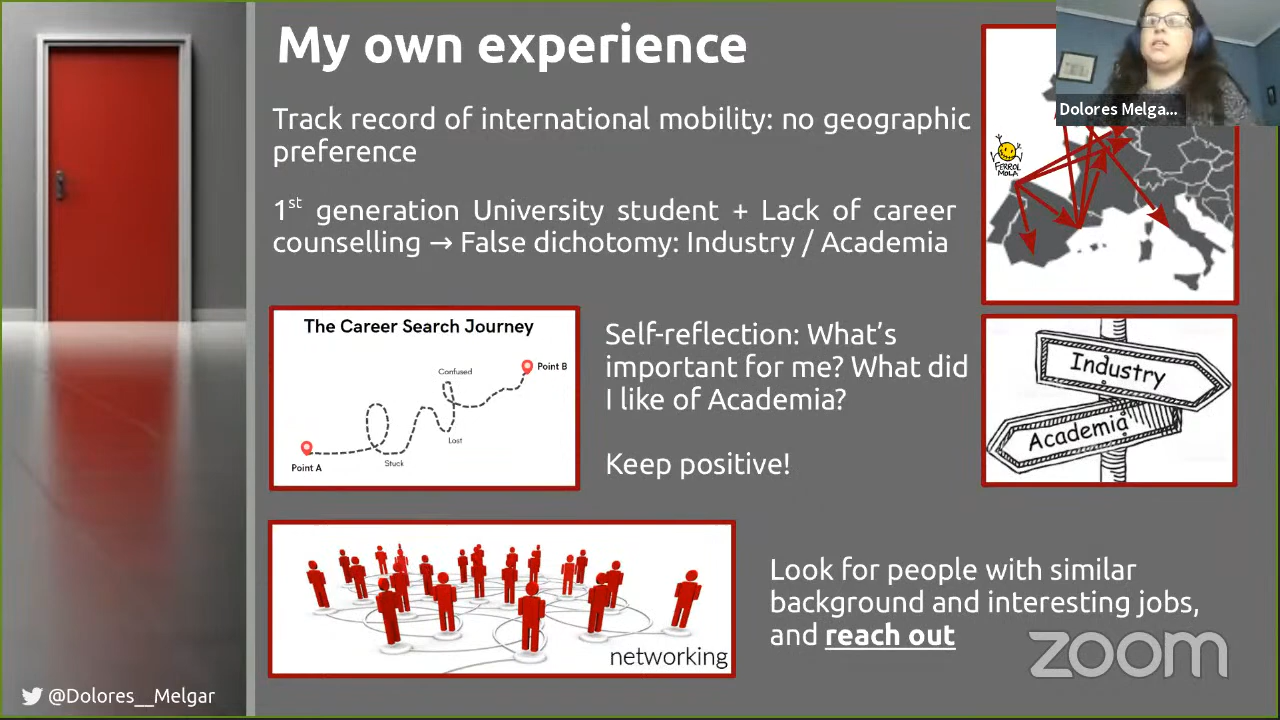 My own experience
Dolores Melga...
Track record of international mobility: no geographic
preference
FERROL
MOLA
1st generation University student + Lack of career
counselling → False dichotomy: Industry / Academia
The Career Search Journey
Confused
Point B
Lost
Point A
Stuck
Self-reflection: What's
important for me? What did
I like of Academia?
Keep positive!
Industry
Academia
networking
Look for people with similar
background and interesting jobs,
and reach out
zoom
@Dolores__Melgar